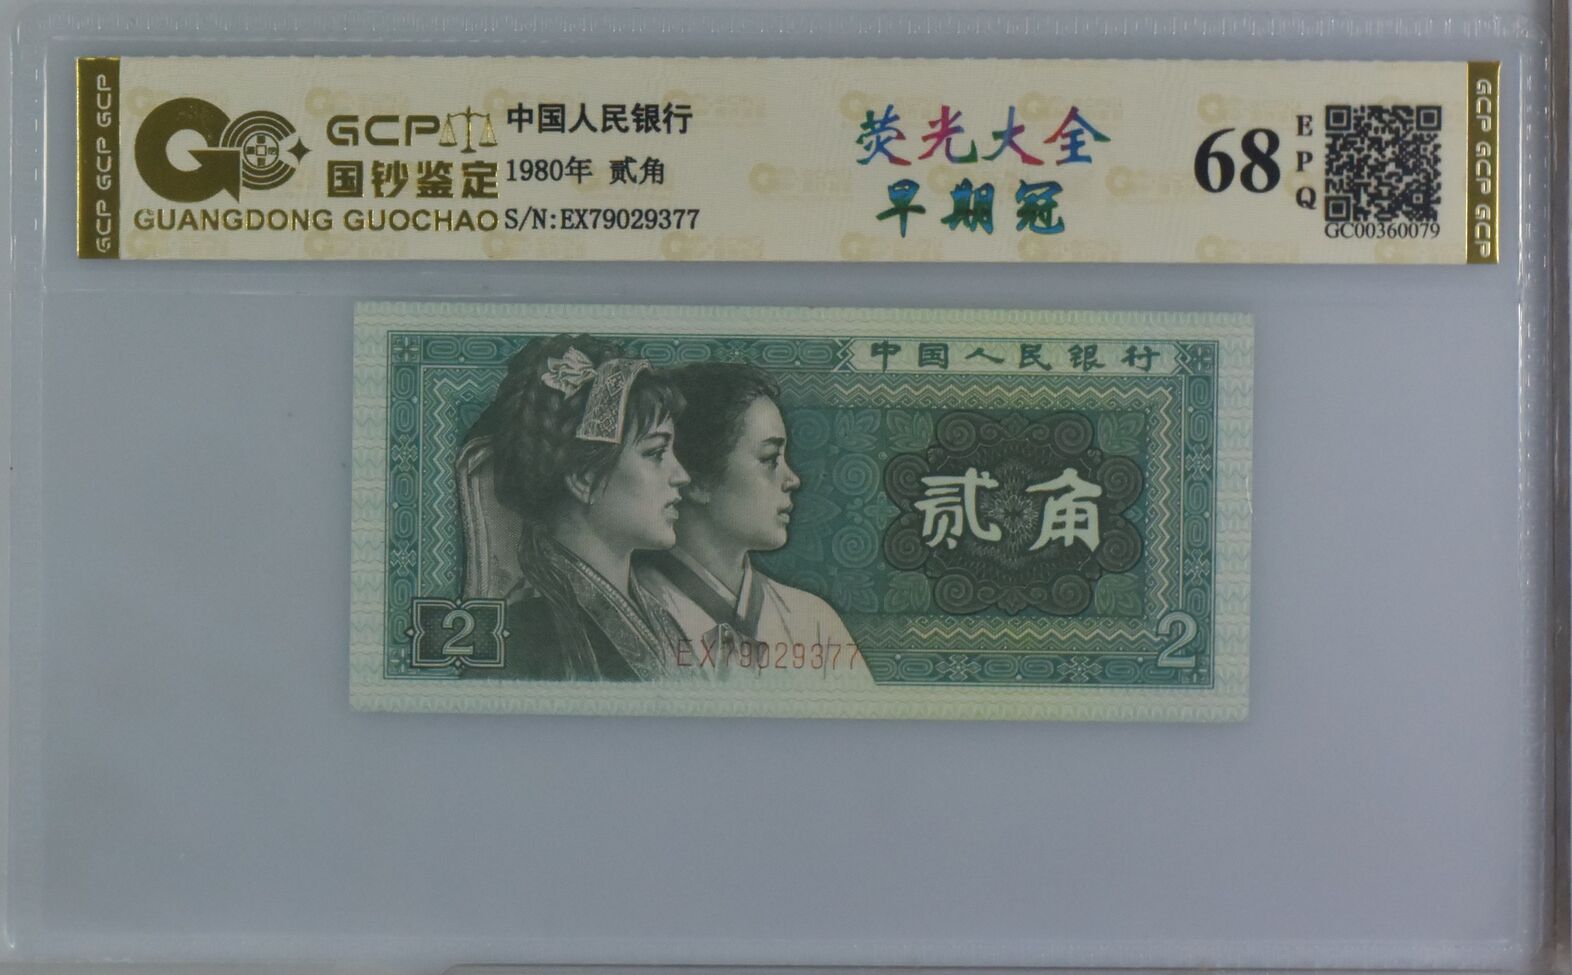 GCP GCP GCP
GCP
国钞鉴定
GUANGDONG GUOCHAO
中国人民银行
1980年 贰角
S/N:EX79029377
荧光大全
早期冠
68
EPQ
GC00360079
GCP GCP GCP
中国人民银行
贰角
2
EX79029377
2